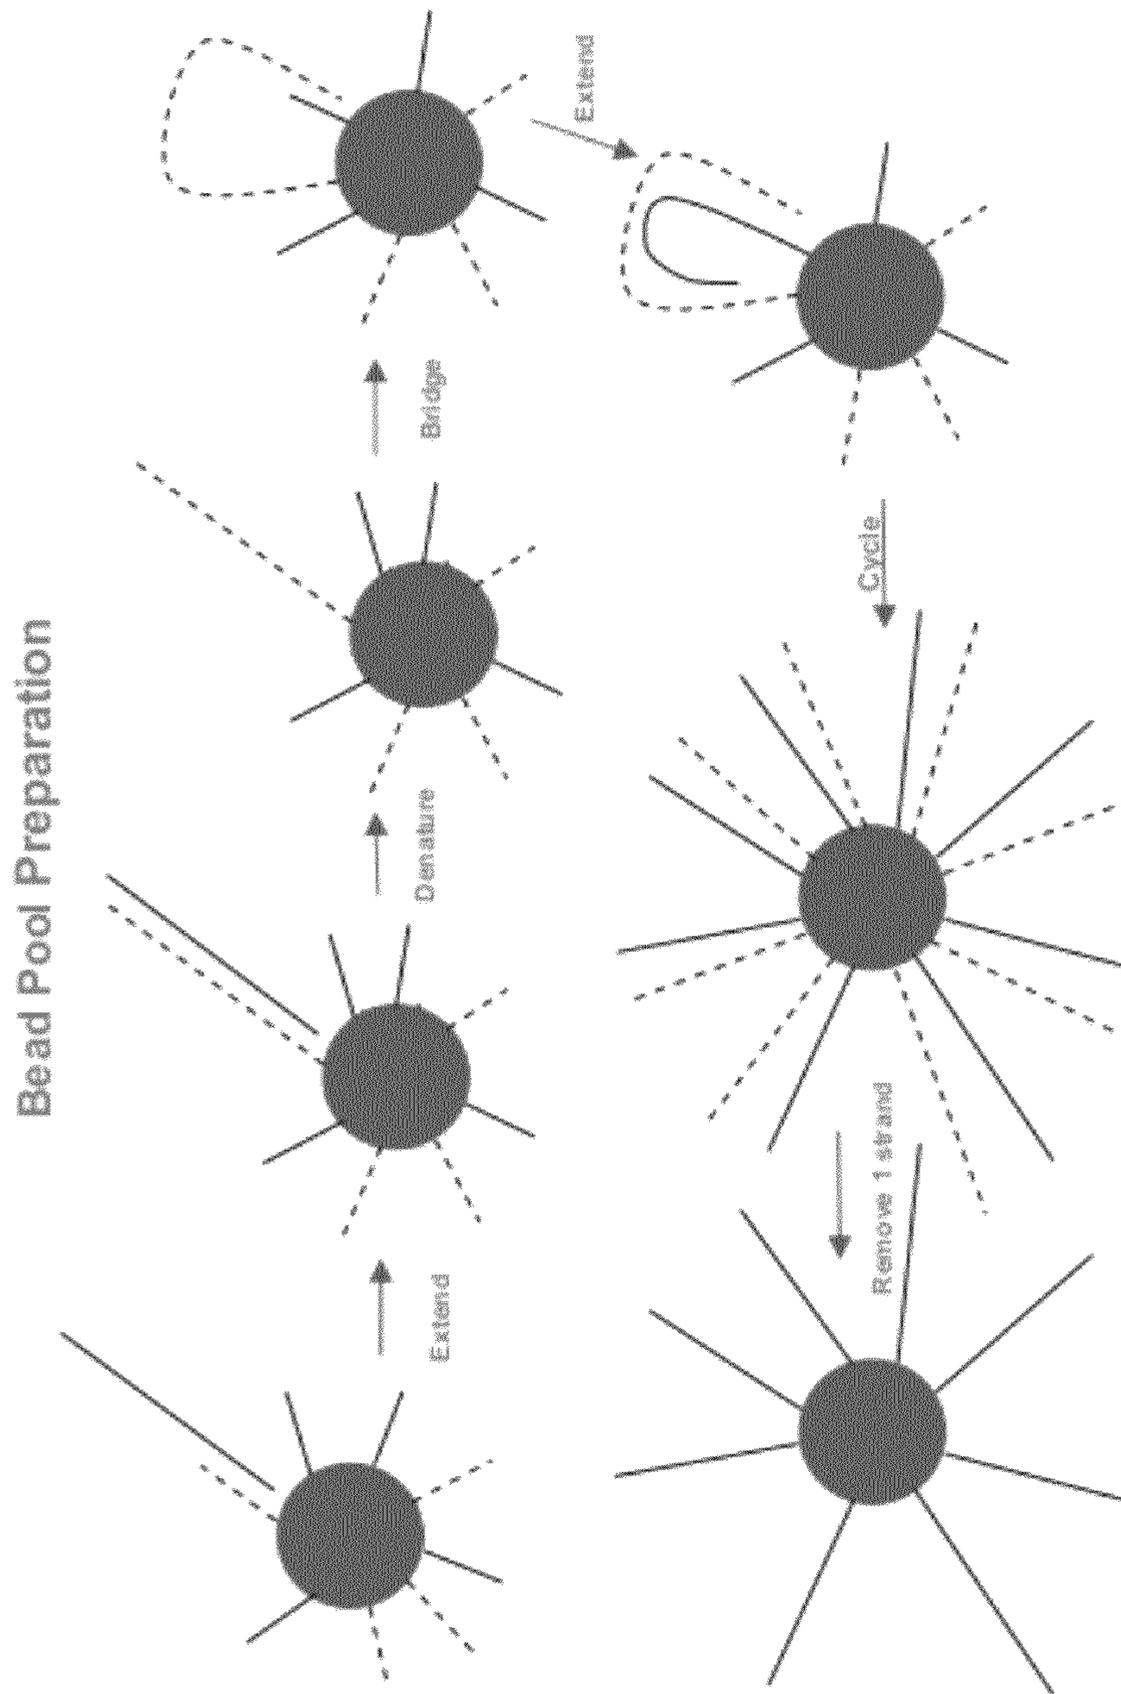 Bead Pool Preparation
Extend
Denature
Bridge
Extend
Cycle
Remove 1 strand